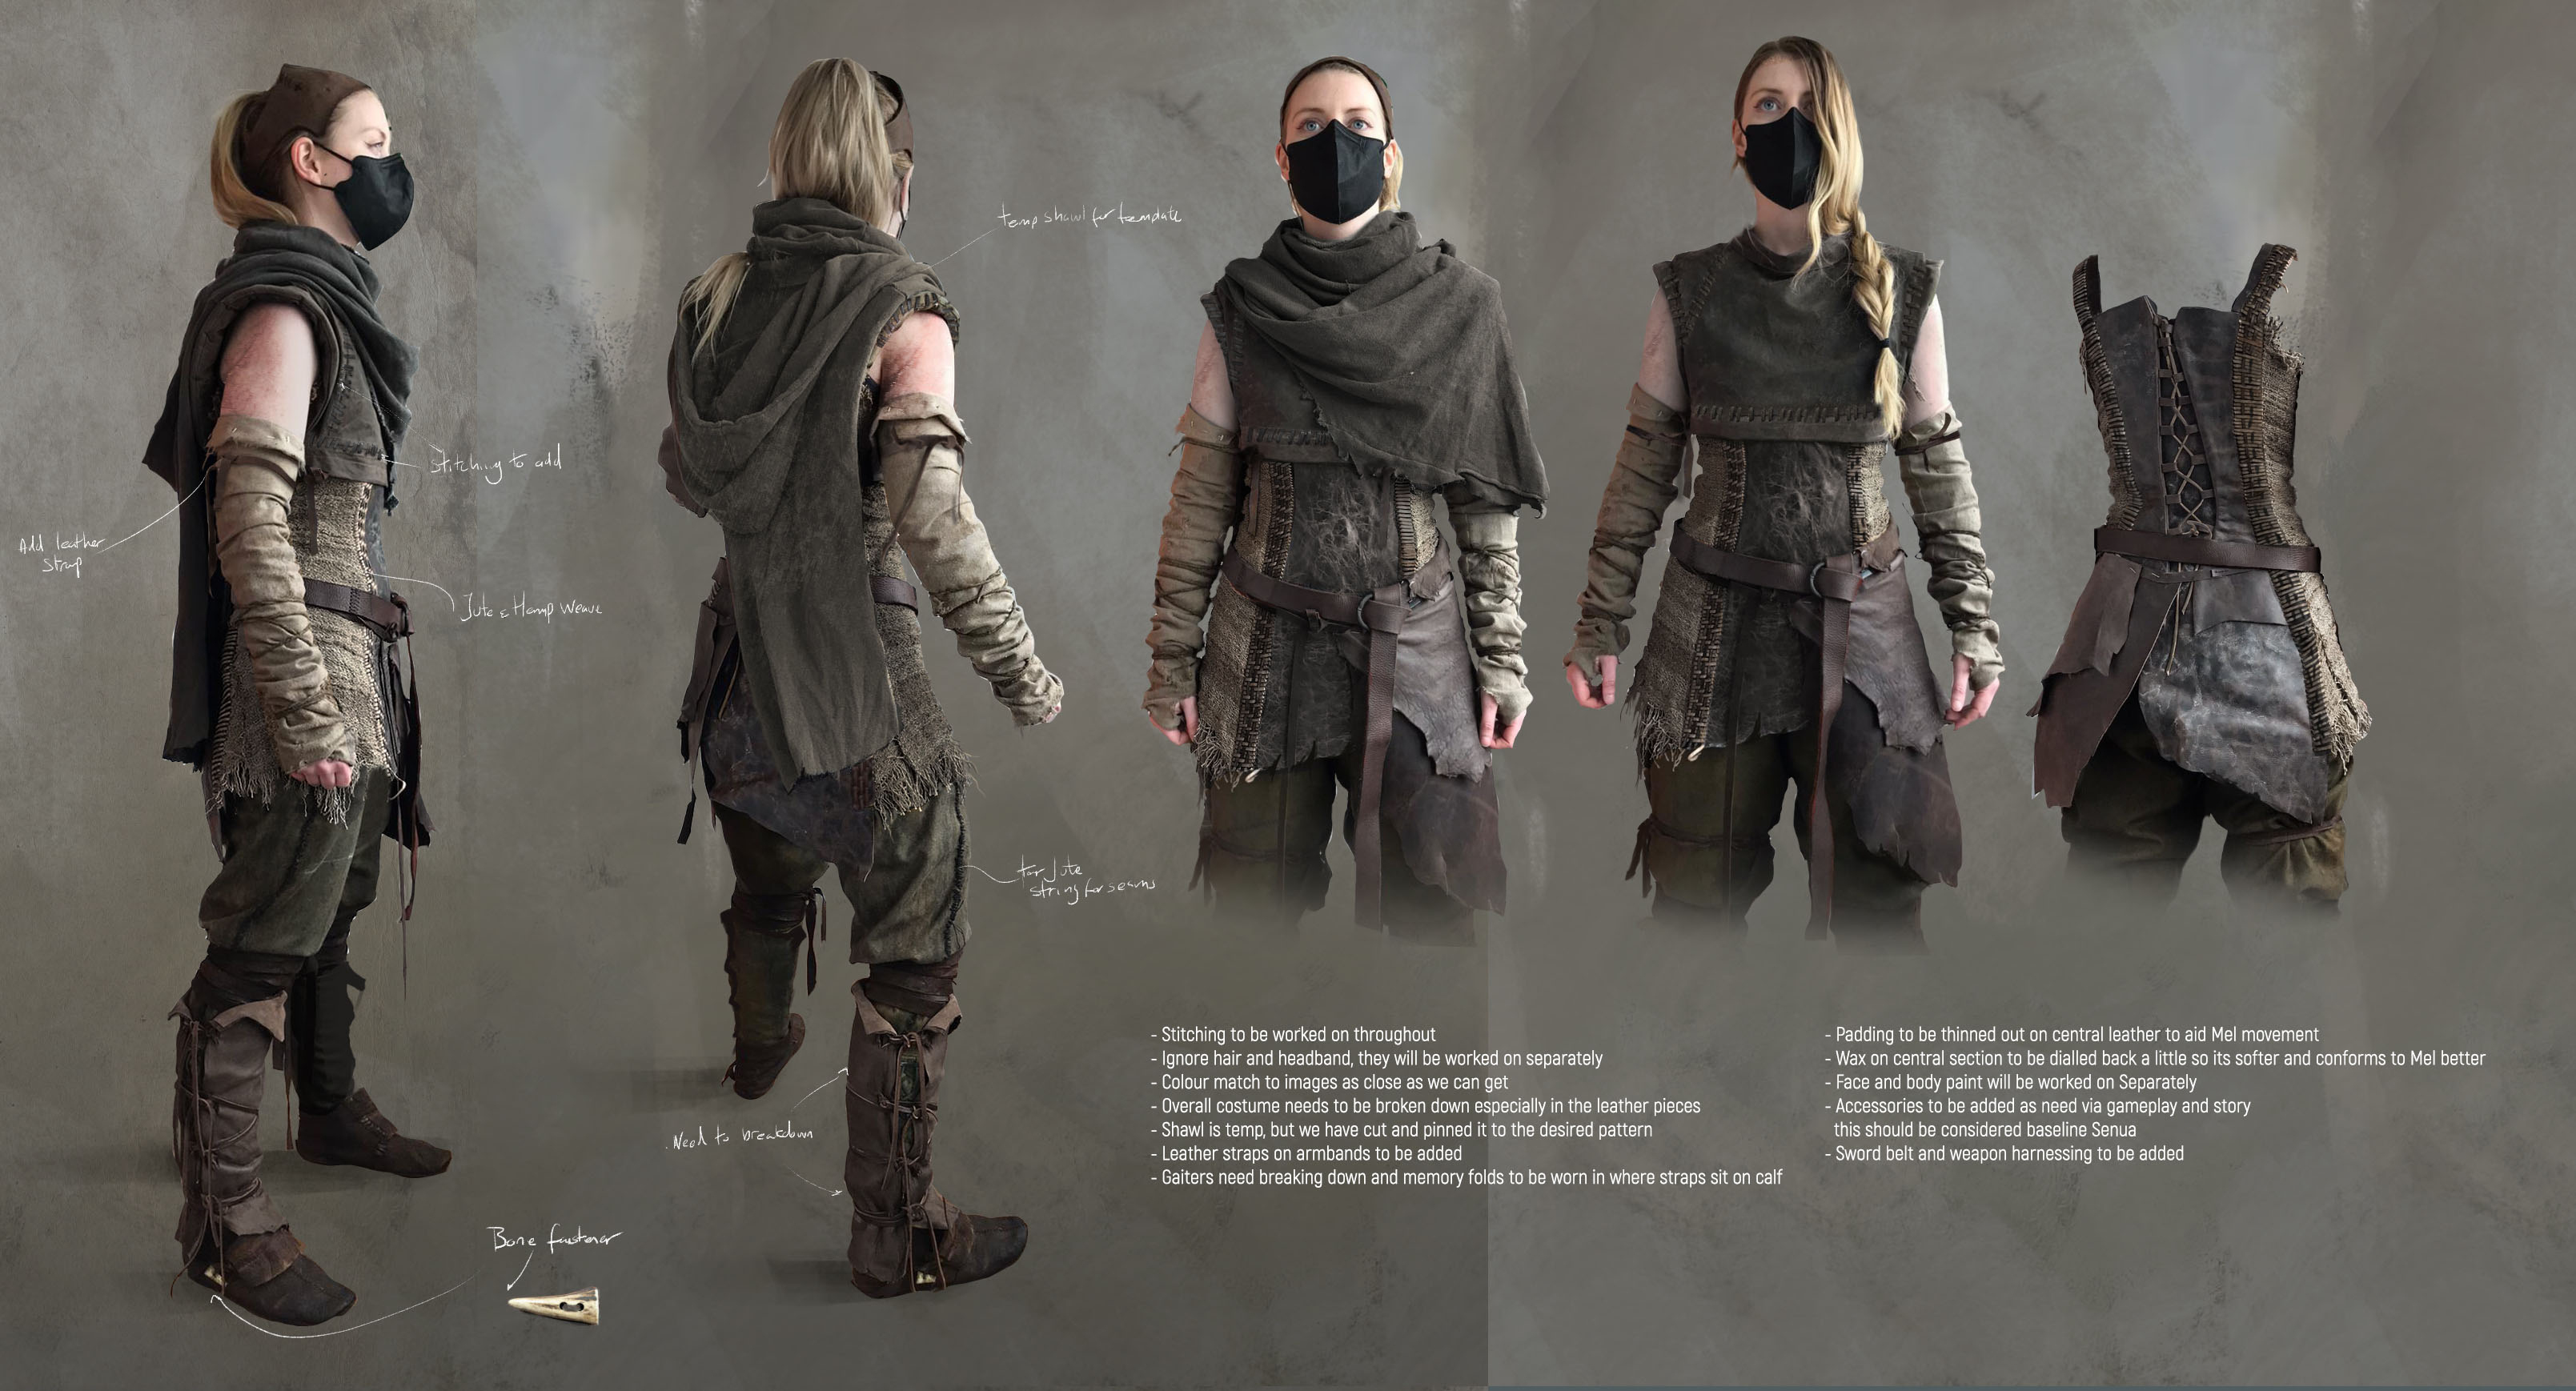 temp shawl for template
Stitching to add
Add leather
strap
Jute & Hemp Weave
tar Jute
string for seams
Need to breakdown
Bone fastener
- Stitching to be worked on throughout
- Ignore hair and headband, they will be worked on separately
- Colour match to images as close as we can get
- Overall costume needs to be broken down especially in the leather pieces
- Shawl is temp, but we have cut and pinned it to the desired pattern
- Leather straps on armbands to be added
- Gaiters need breaking down and memory folds to be worn in where straps sit on calf
- Padding to be thinned out on central leather to aid Mel movement
- Wax on central section to be dialled back a little so its softer and conforms to Mel better
- Face and body paint will be worked on Separately
- Accessories to be added as need via gameplay and story
this should be considered baseline Senua
- Sword belt and weapon harnessing to be added